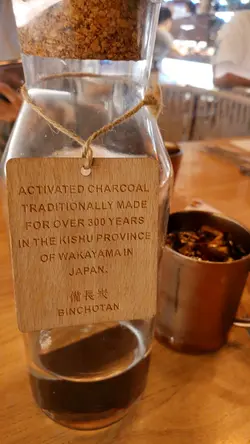 ACTIVATED CHARCOAL
TRADITIONALLY MADE
FOR OVER 300 YEARS
IN THE KISHU PROVINCE
OF WAKAYAMA IN
JAPAN.
備長炭
BINCHOTAN